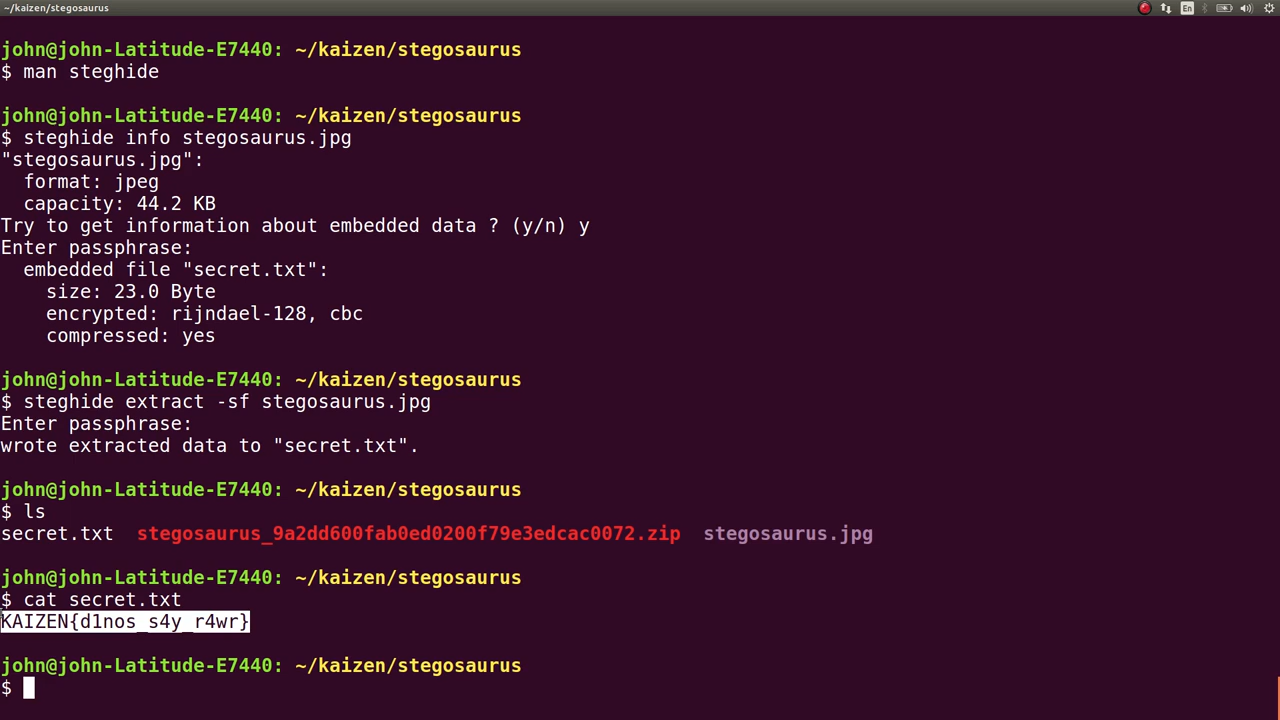 ~/kaizen/stegosaurus
En
john@john-Latitude-E7440: ~/kaizen/stegosaurus
$ man steghide
john@john-Latitude-E7440: ~/kaizen/stegosaurus
$ steghide info stegosaurus.jpg
"stegosaurus.jpg":
  format: jpeg
  capacity: 44.2 KB
Try to get information about embedded data ? (y/n) y
Enter passphrase:
  embedded file "secret.txt":
    size: 23.0 Byte
    encrypted: rijndael-128, cbc
    compressed: yes
john@john-Latitude-E7440: ~/kaizen/stegosaurus
$ steghide extract -sf stegosaurus.jpg
Enter passphrase:
wrote extracted data to "secret.txt".
john@john-Latitude-E7440: ~/kaizen/stegosaurus
$ ls
secret.txt  stegosaurus_9a2dd600fab0ed0200f79e3edcac0072.zip  stegosaurus.jpg
john@john-Latitude-E7440: ~/kaizen/stegosaurus
$ cat secret.txt
KAIZEN{d1nos_s4y_r4wr}
john@john-Latitude-E7440: ~/kaizen/stegosaurus
$